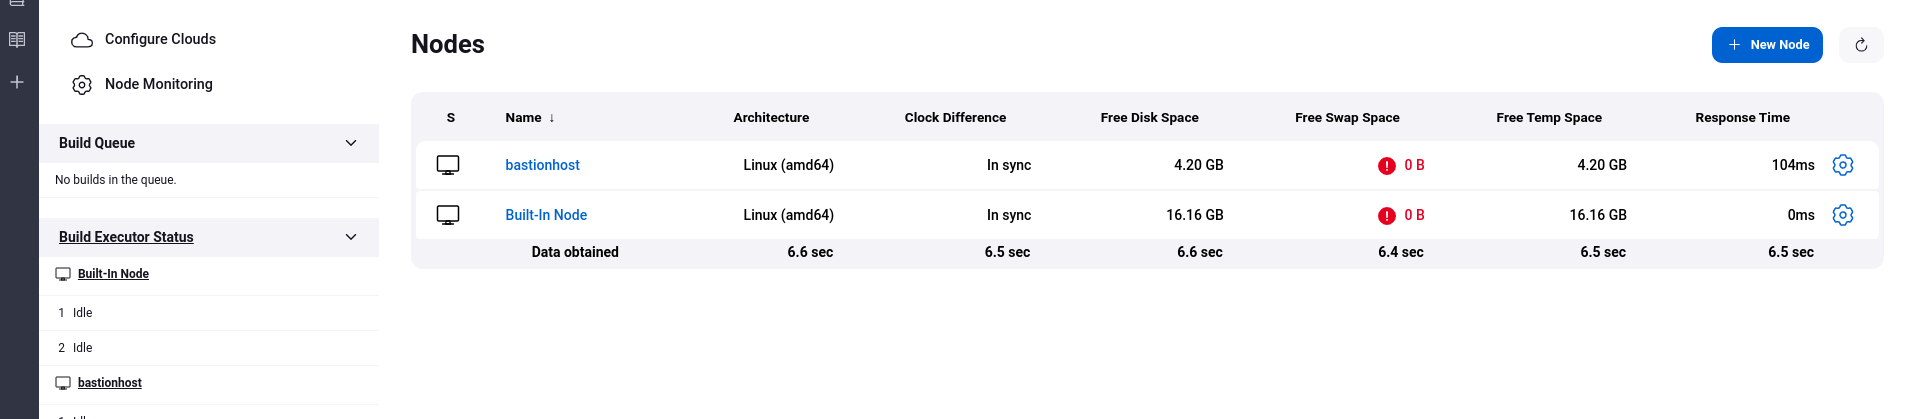 Configure Clouds
Node Monitoring
Build Queue
No builds in the queue.
Build Executor Status
Built-In Node
1 Idle
2 Idle
bastionhost
Nodes
+ New Node
S Name ↓ Architecture Clock Difference Free Disk Space Free Swap Space Free Temp Space Response Time
bastionhost Linux (amd64) In sync 4.20 GB 0 B 4.20 GB 104ms
Built-In Node Linux (amd64) In sync 16.16 GB 0 B 16.16 GB 0ms
Data obtained 6.6 sec 6.5 sec 6.6 sec 6.4 sec 6.5 sec 6.5 sec